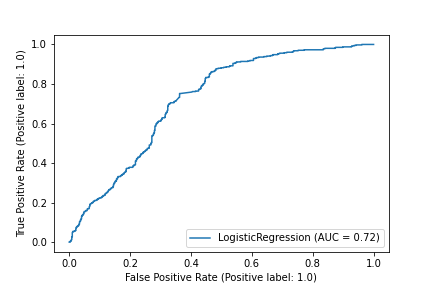 1.0
0.8
0.6
0.4
0.2
0.0
True Positive Rate (Positive label: 1.0)
LogisticRegression (AUC = 0.72)
0.0 0.2 0.4 0.6 0.8 1.0
False Positive Rate (Positive label: 1.0)